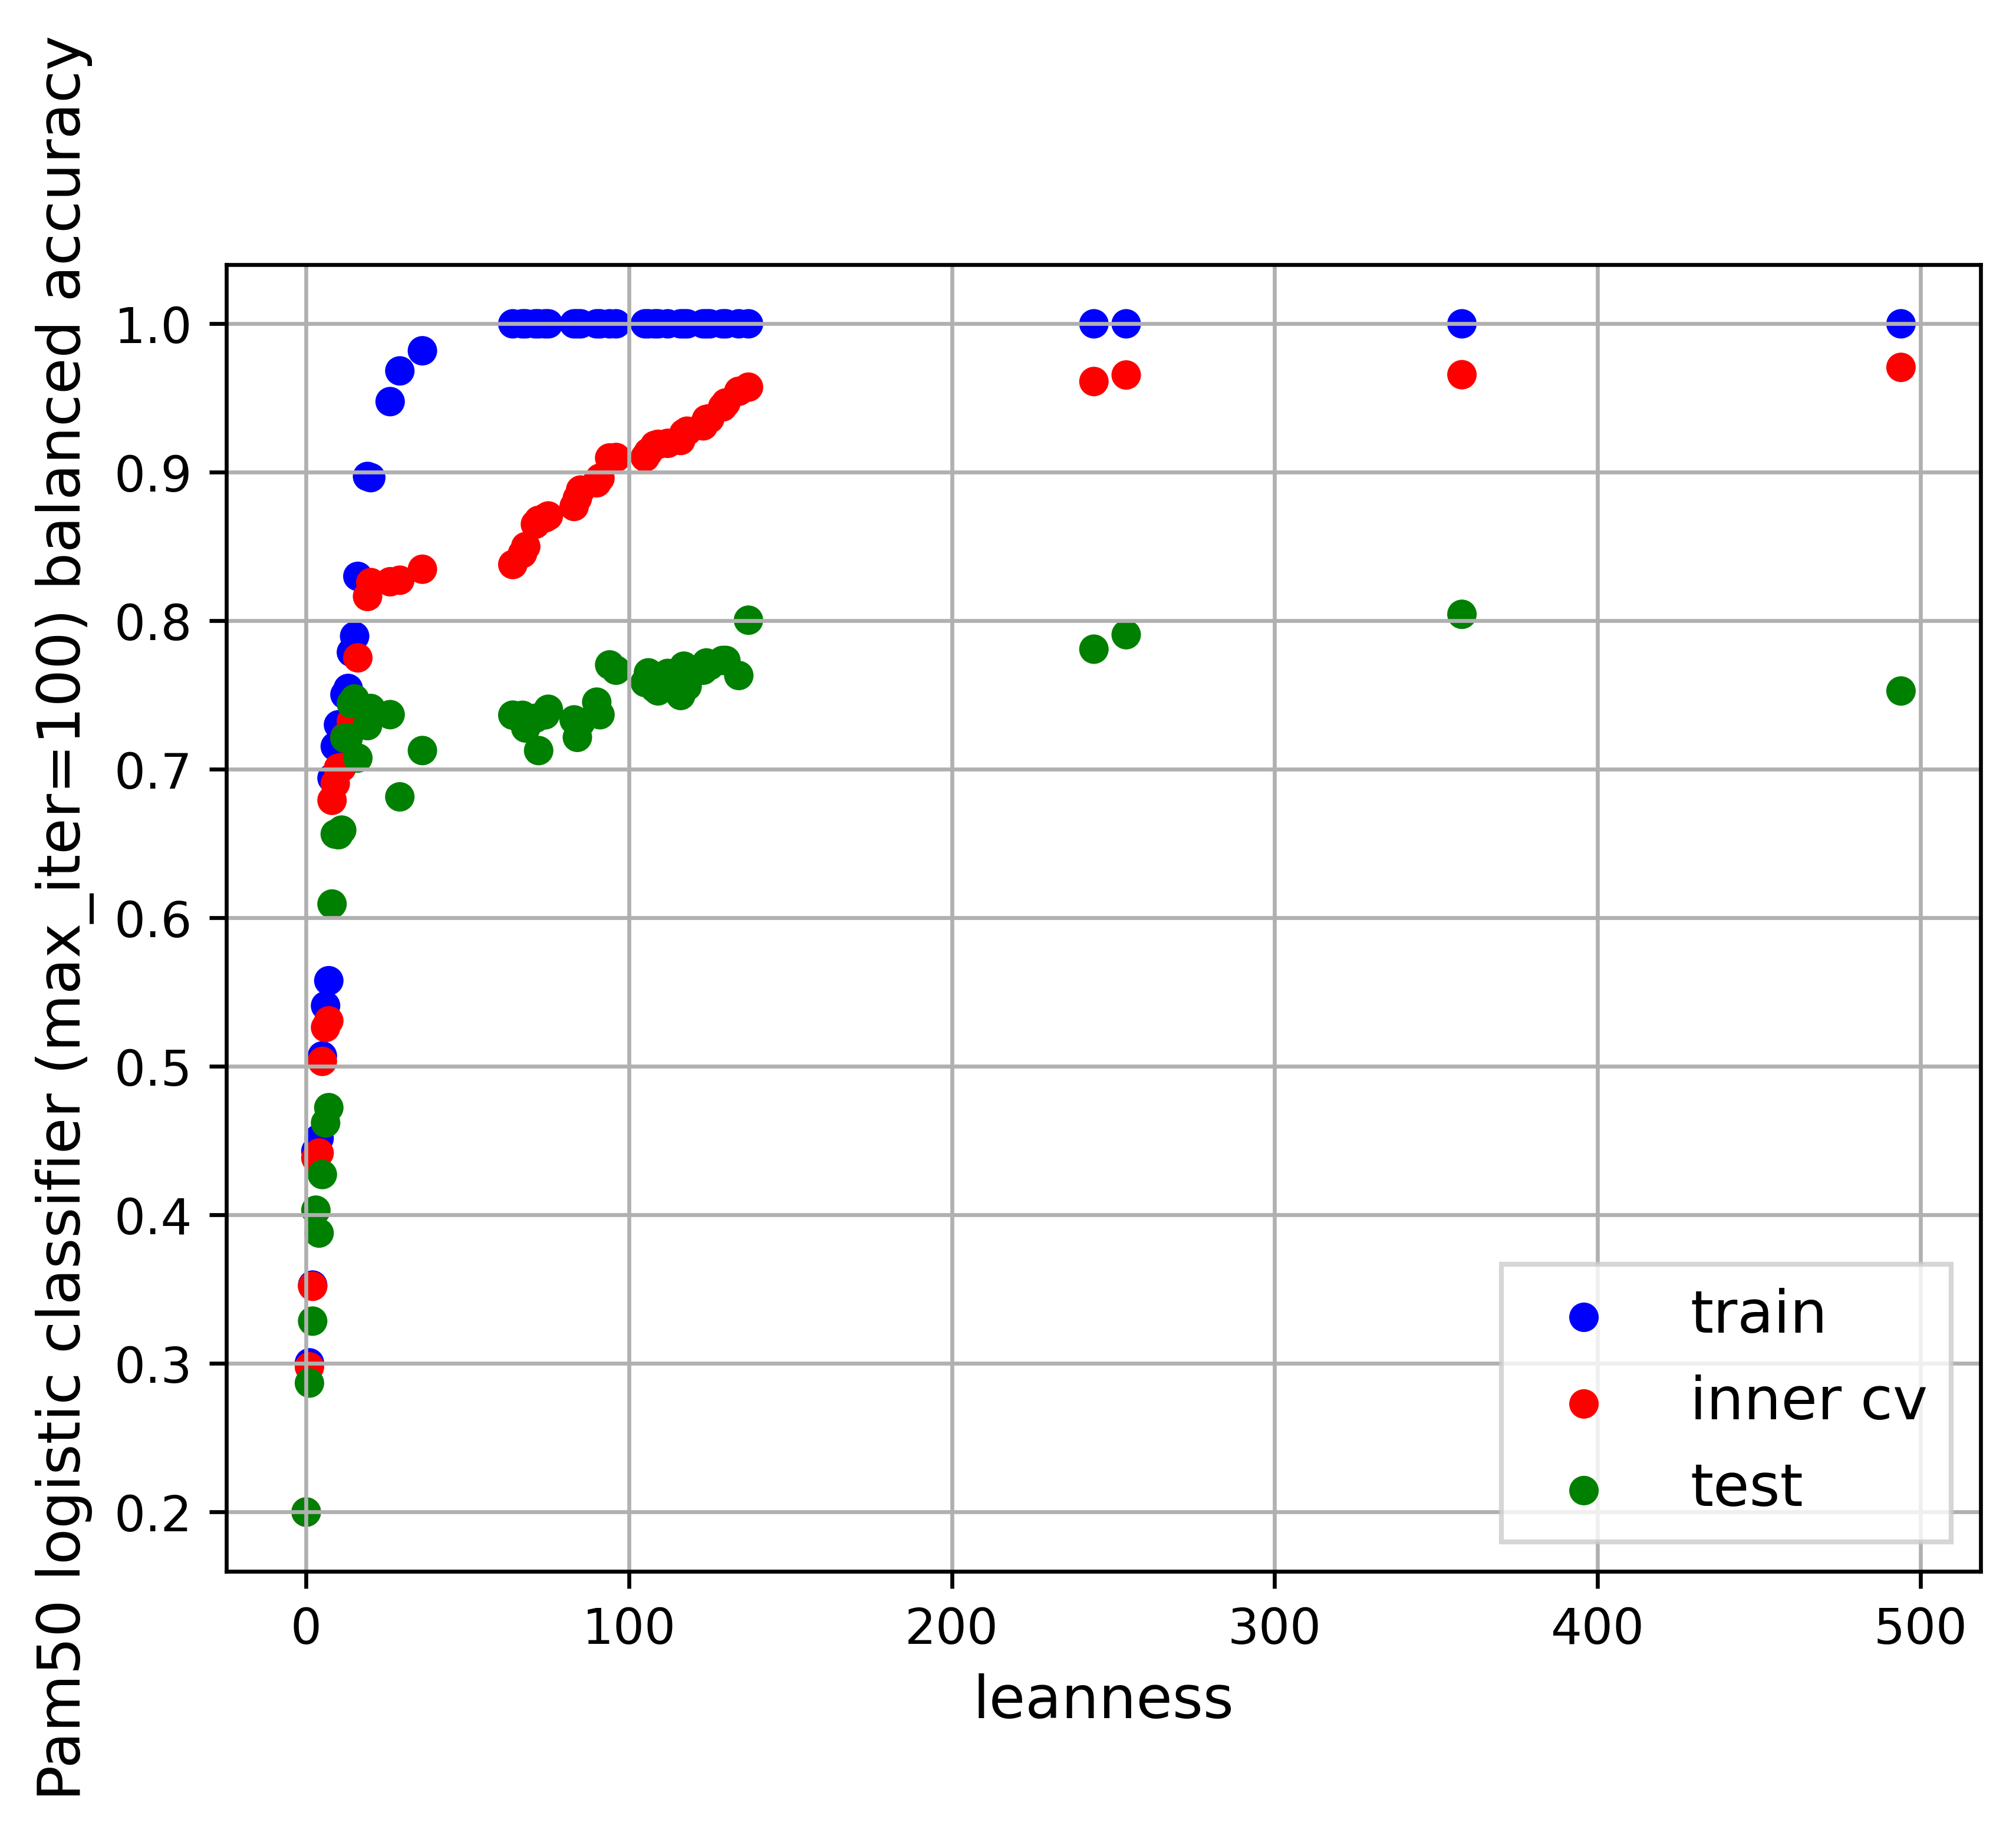 Pam50 logistic classifier (max_iter=100) balanced accuracy
1.0
0.9
0.8
0.7
0.6
0.5
0.4
0.3
0.2
train
inner cv
test
0 100 200 300 400 500
leanness